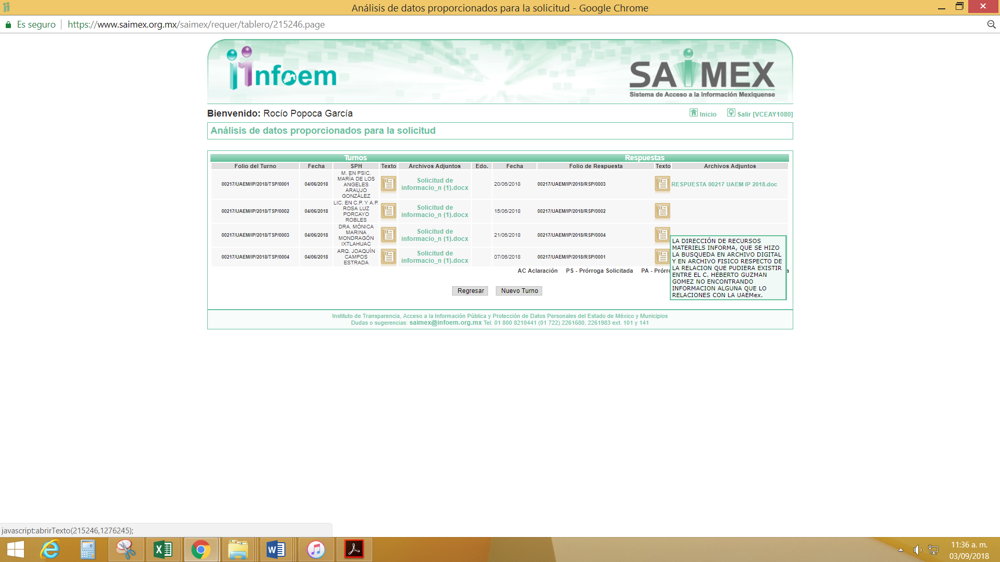 Análisis de datos proporcionados para la solicitud - Google Chrome
Es seguro https://www.saimex.org.mx/saimex/requer/tablero/215246.page
infoem
SAIMEX
Sistema de Acceso a la Información Mexiquense
Bienvenido: Rocío Popoca García
Inicio Salir [VCEAY1080]
Análisis de datos proporcionados para la solicitud
Turnos Respuestas
Folio del Turno Fecha SPH Texto Archivos Adjuntos Edo. Fecha Folio de Respuesta Texto Archivos Adjuntos
00217/UAEM/IP/2018/TSP/0001 04/06/2018
M. EN PSIC.
MARÍA DE LOS
ANGELES
ARAUJO
GONZÁLEZ
Solicitud de
informacio_n (1).docx
20/06/2018 00217/UAEM/IP/2018/RSP/0003 RESPUESTA 00217 UAEM IP 2018.doc
00217/UAEM/IP/2018/TSP/0002 04/06/2018
LIC. EN C.P. Y A.P.
ROSA LUZ
PORCAYO
ROBLES
Solicitud de
informacio_n (1).docx
15/06/2018 00217/UAEM/IP/2018/RSP/0002
00217/UAEM/IP/2018/TSP/0003 04/06/2018
DRA. MÓNICA
MARINA
MONDRAGÓN
IXTLAHUAC
Solicitud de
informacio_n (1).docx
21/06/2018 00217/UAEM/IP/2018/RSP/0004
00217/UAEM/IP/2018/TSP/0004 04/06/2018
ARQ. JOAQUÍN
CAMPOS
ESTRADA
Solicitud de
informacio_n (1).docx
07/06/2018 00217/UAEM/IP/2018/RSP/0001
LA DIRECCIÓN DE RECURSOS
MATERIELS INFORMA, QUE SE HIZO
LA BUSQUEDA EN ARCHIVO DIGITAL
Y EN ARCHIVO FISICO RESPECTO DE
LA RELACION QUE PUDIERA EXISTIR
ENTRE EL C. HEBERTO GUZMAN
GOMEZ NO ENCONTRANDO
INFORMACION ALGUNA QUE LO
RELACIONES CON LA UAEMex.
AC Aclaración PS - Prórroga Solicitada PA - Prórro a
Regresar Nuevo Turno
Instituto de Transparencia, Acceso a la Información Pública y Protección de Datos Personales del Estado de México y Municipios
Dudas o sugerencias: saimex@infoem.org.mx Tel. 01 800 8210441 (01 722) 2261680, 2261983 ext. 101 y 141
javascript:abrirTexto(215246,1276245);
11:36 a. m.
03/09/2018